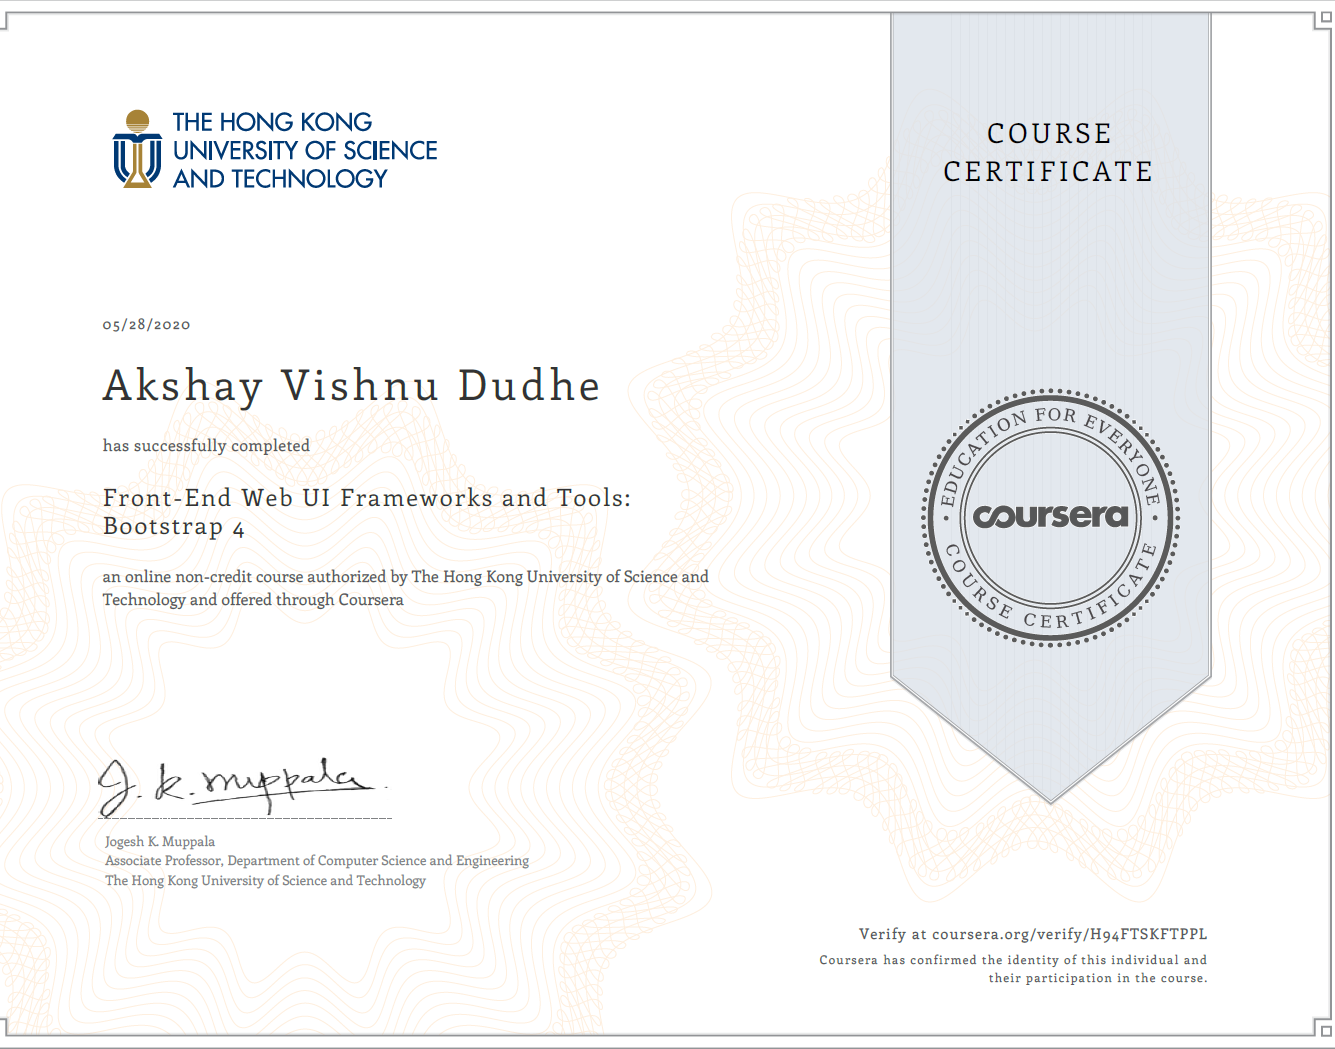 THE HONG KONG
UNIVERSITY OF SCIENCE
AND TECHNOLOGY
COURSE
CERTIFICATE
05/28/2020
Akshay Vishnu Dudhe
has successfully completed
Front-End Web UI Frameworks and Tools:
Bootstrap 4
an online non-credit course authorized by The Hong Kong University of Science and
Technology and offered through Coursera
EDUCATION FOR EVERYONE
coursera
COURSE CERTIFICATE
J. K. Muppala
Jogesh K. Muppala
Associate Professor, Department of Computer Science and Engineering
The Hong Kong University of Science and Technology
Verify at coursera.org/verify/H94FTSKFTPPL
Coursera has confirmed the identity of this individual and
their participation in the course.